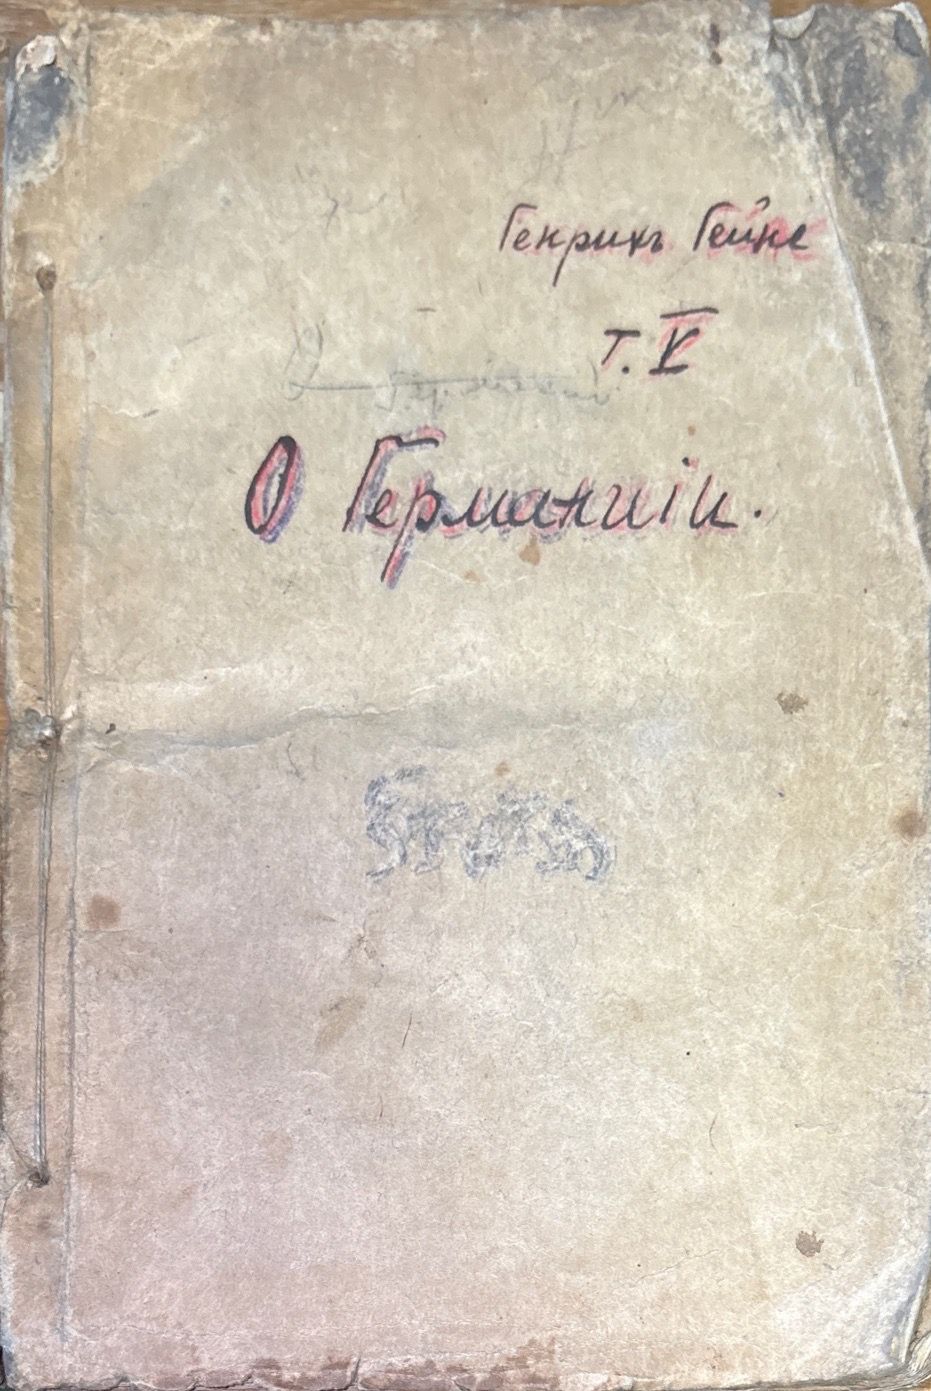 Генрихъ Гейне
т. V
О Германіи.